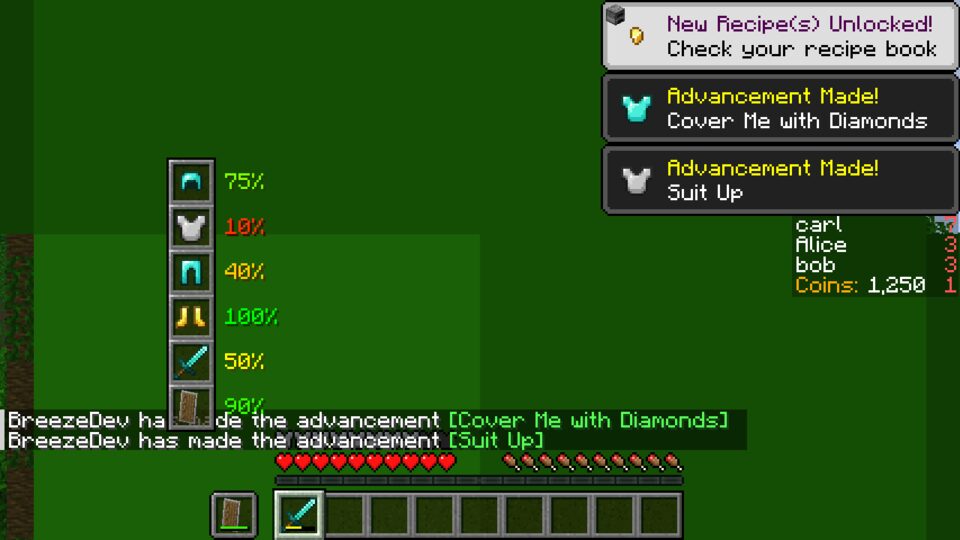 New Recipe(s) Unlocked!
Check your recipe book
Advancement Made!
Cover Me with Diamonds
Advancement Made!
Suit Up
carl
Alice 3
bob 3
Coins: 1,250 1
75%
10%
40%
100%
50%
90%
BreezeDev has made the advancement [Cover Me with Diamonds]
BreezeDev has made the advancement [Suit Up]